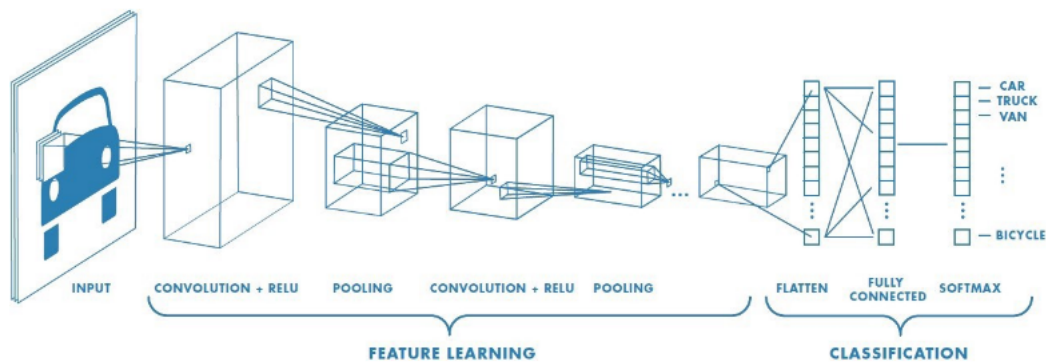 CAR
TRUCK
VAN
BICYCLE
INPUT
CONVOLUTION + RELU
POOLING
CONVOLUTION + RELU
POOLING
FLATTEN
FULLY
CONNECTED
SOFTMAX
FEATURE LEARNING
CLASSIFICATION